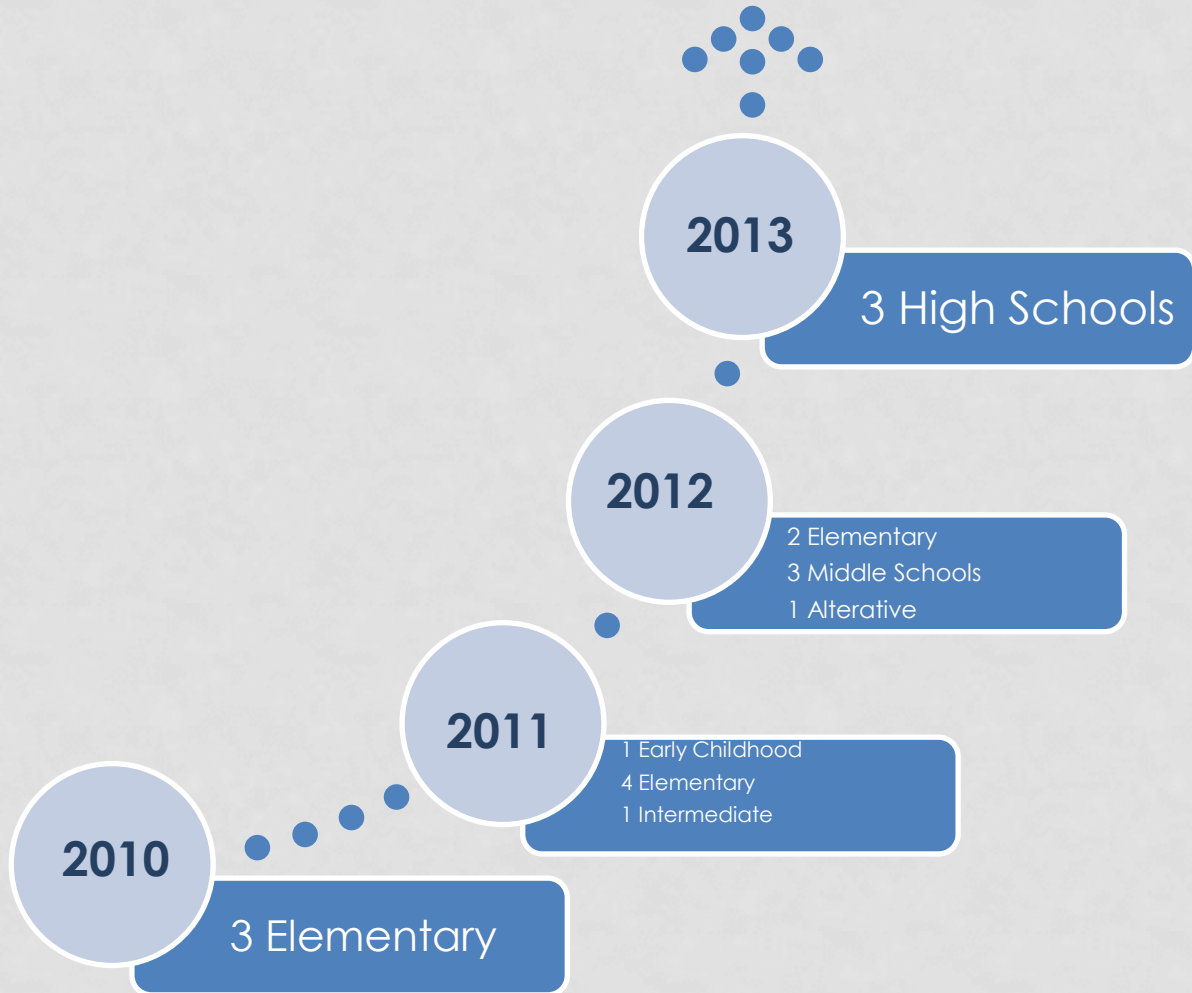 2013
3 High Schools
2012
2 Elementary
3 Middle Schools
1 Alterative
2011
1 Early Childhood
4 Elementary
1 Intermediate
2010
3 Elementary